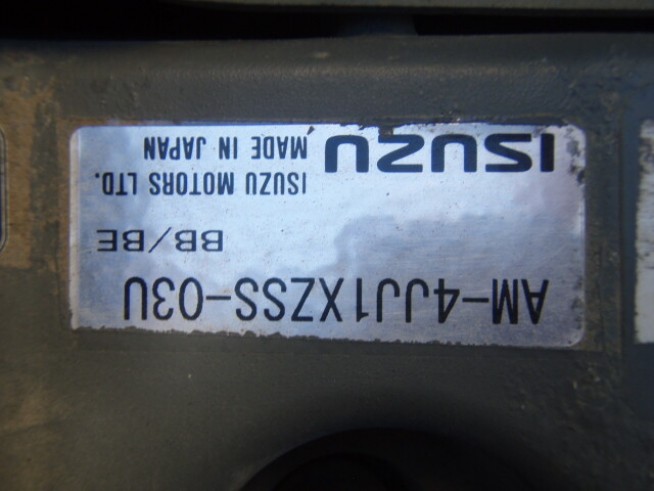 AM-4JJ1XZSS-03U
BB/BE
ISUZU
ISUZU MOTORS LTD.
MADE IN JAPAN